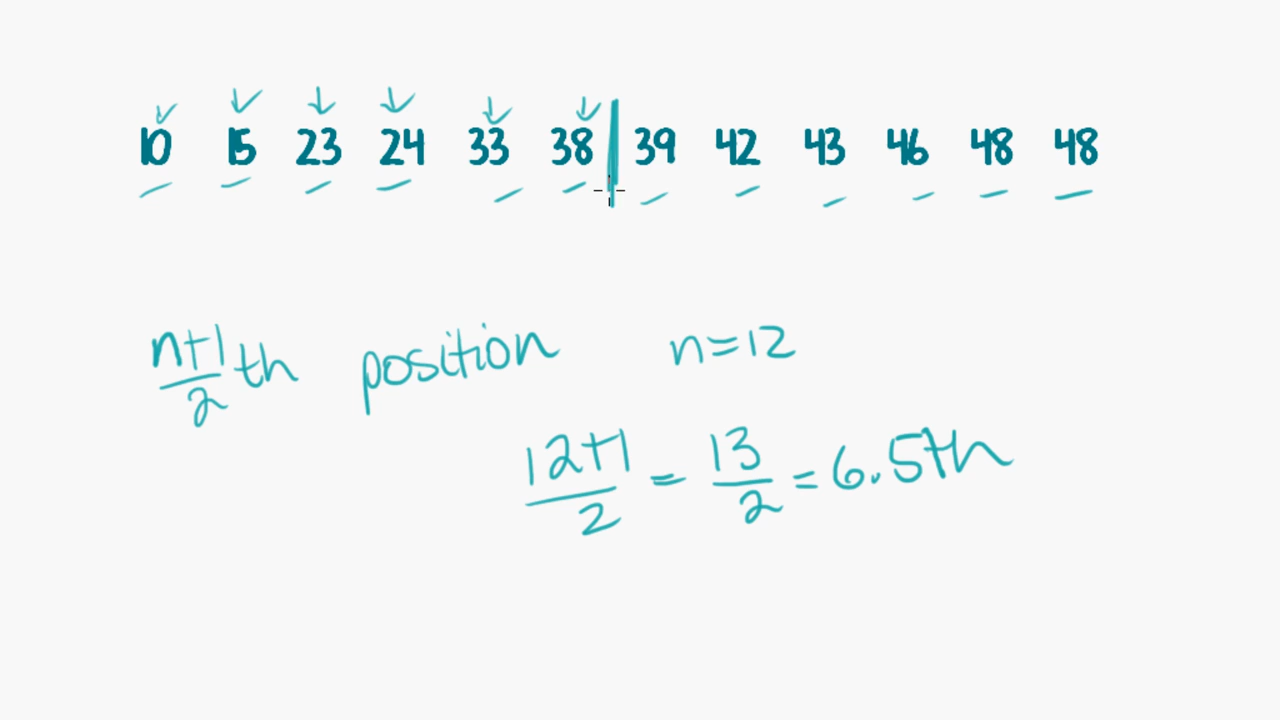 10 15 23 24 33 38 39 42 43 46 48 48
n+1/2 th position n=12
12+1/2 = 13/2 = 6.5th